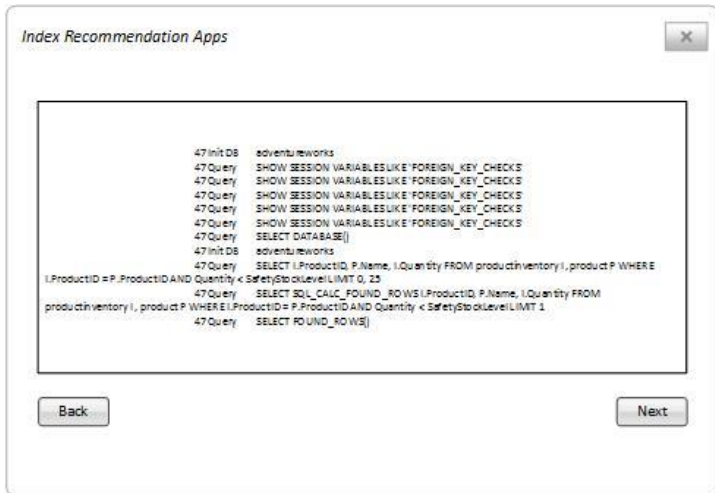 Index Recommendation Apps
47 Init DB adventureworks
47 Query SHOW SESSION VARIABLES LIKE 'FOREIGN_KEY_CHECKS'
47 Query SHOW SESSION VARIABLES LIKE 'FOREIGN_KEY_CHECKS'
47 Query SHOW SESSION VARIABLES LIKE 'FOREIGN_KEY_CHECKS'
47 Query SHOW SESSION VARIABLES LIKE 'FOREIGN_KEY_CHECKS'
47 Query SHOW SESSION VARIABLES LIKE 'FOREIGN_KEY_CHECKS'
47 Query SELECT DATABASE()
47 Init DB adventureworks
47 Query SELECT I.ProductID, P.Name, I.Quantity FROM productinventory I, product P WHERE
I.ProductID = P.ProductID AND Quantity < SafetyStockLevel LIMIT 0, 25
47 Query SELECT SQL_CALC_FOUND_ROWS I.ProductID, P.Name, I.Quantity FROM
productinventory I, product P WHERE I.ProductID = P.ProductID AND Quantity < SafetyStockLevel LIMIT 1
47 Query SELECT FOUND_ROWS()
Back
Next